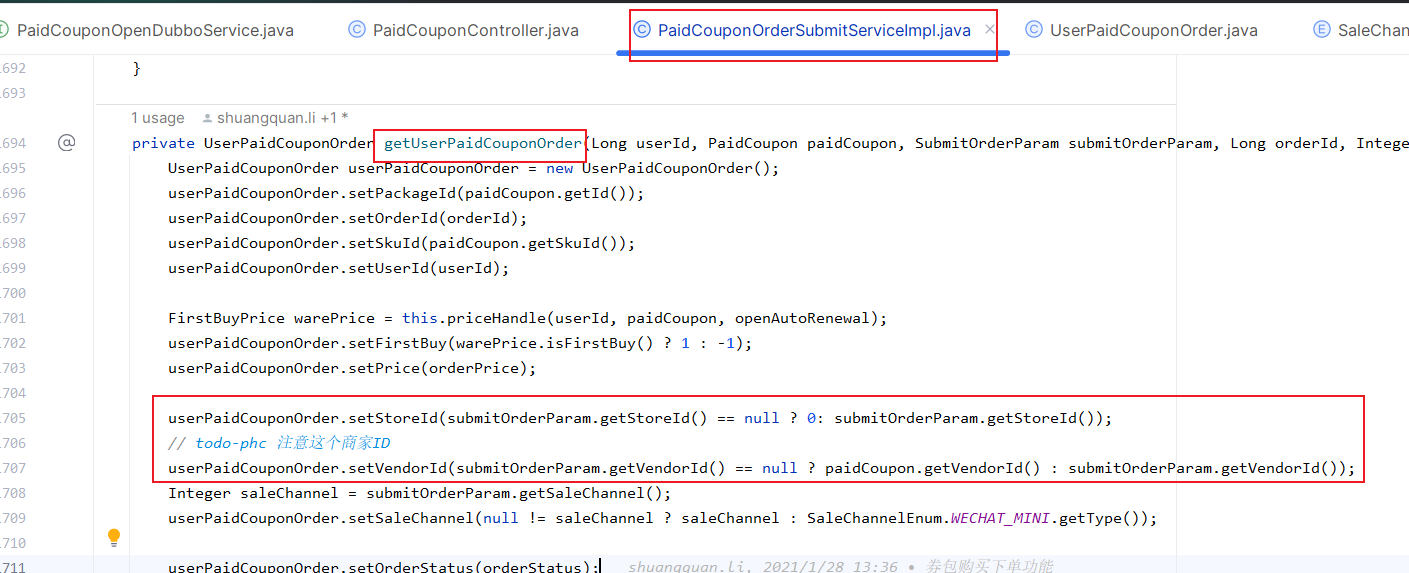 PaidCouponOpenDubboService.java PaidCouponController.java PaidCouponOrderSubmitServiceImpl.java UserPaidCouponOrder.java SaleChan
692 }
693
1 usage shuangquan.li +1 *
694 private UserPaidCouponOrder getUserPaidCouponOrder(Long userId, PaidCoupon paidCoupon, SubmitOrderParam submitOrderParam, Long orderId, Intege
695 UserPaidCouponOrder userPaidCouponOrder = new UserPaidCouponOrder();
696 userPaidCouponOrder.setPackageId(paidCoupon.getId());
697 userPaidCouponOrder.setOrderId(orderId);
698 userPaidCouponOrder.setSkuId(paidCoupon.getSkuId());
699 userPaidCouponOrder.setUserId(userId);
700
701 FirstBuyPrice warePrice = this.priceHandle(userId, paidCoupon, openAutoRenewal);
702 userPaidCouponOrder.setFirstBuy(warePrice.isFirstBuy() ? 1 : -1);
703 userPaidCouponOrder.setPrice(orderPrice);
704
705 userPaidCouponOrder.setStoreId(submitOrderParam.getStoreId() == null ? 0: submitOrderParam.getStoreId());
706 // todo-phc 注意这个商家ID
707 userPaidCouponOrder.setVendorId(submitOrderParam.getVendorId() == null ? paidCoupon.getVendorId() : submitOrderParam.getVendorId());
708 Integer saleChannel = submitOrderParam.getSaleChannel();
709 userPaidCouponOrder.setSaleChannel(null != saleChannel ? saleChannel : SaleChannelEnum.WECHAT_MINI.getType());
710
711 userPaidCouponOrder.setOrderStatus(orderStatus); shuangquan.li, 2021/1/28 13:36 • 券包购买下单功能